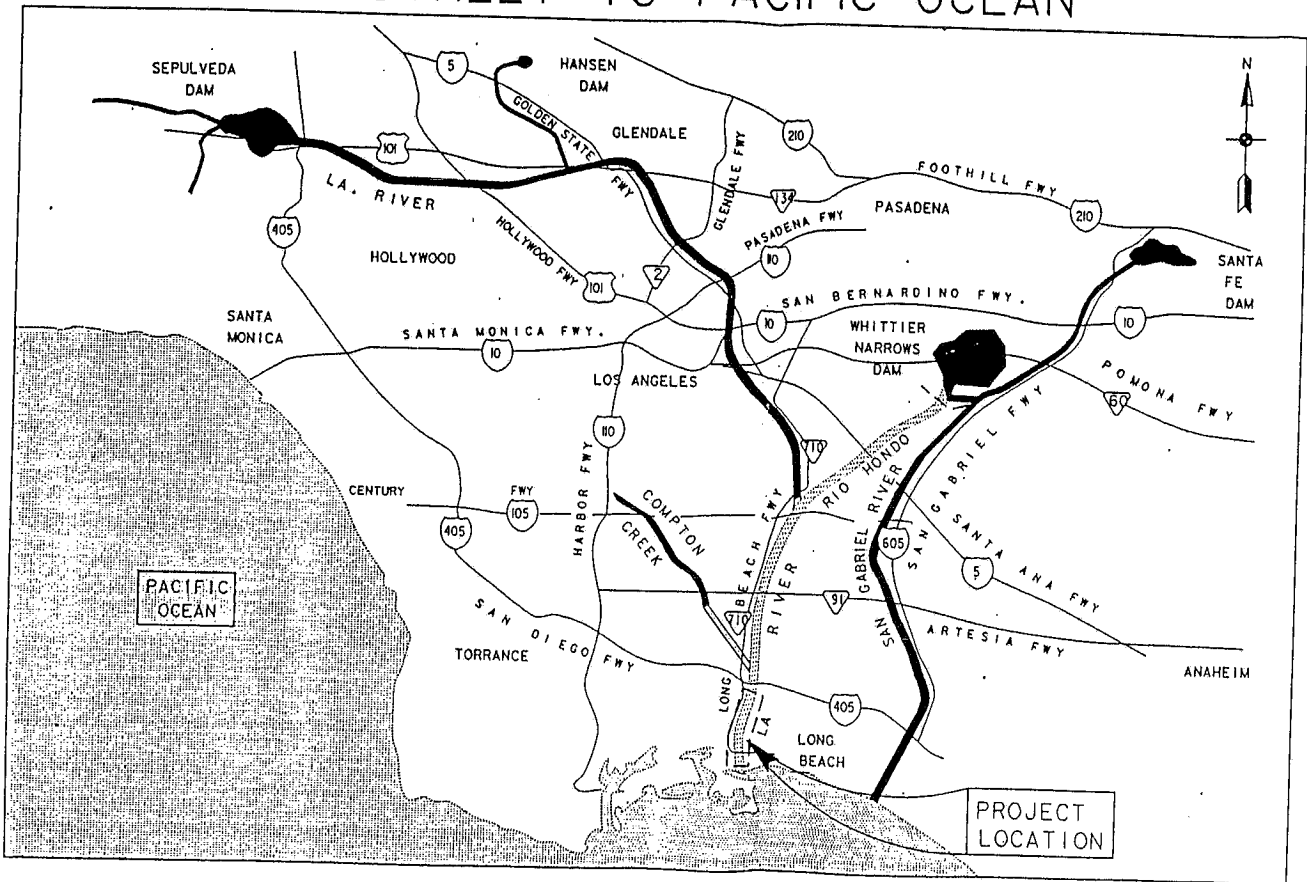 TO PACIFIC OCEAN
SEPULVEDA
DAM
5
HANSEN
DAM
N
GOLDEN STATE
FWY
GLENDALE
101
210
GLENDALE FWY
FOOTHILL FWY
L.A. RIVER
134
PASADENA FWY
PASADENA
210
405
HOLLYWOOD
HOLLYWOOD FWY
2
110
SANTA
FE
DAM
101
SAN BERNARDINO FWY.
SANTA
MONICA
SANTA MONICA FWY.
10
10
10
WHITTIER
NARROWS
DAM
LOS ANGELES
POMONA FWY
60
110
HARBOR FWY
710
RIO HONDO
SAN GABRIEL RIVER
SAN GABRIEL FWY
CENTURY
FWY
105
405
COMPTON
CREEK
605
SANTA ANA FWY
5
PACIFIC
OCEAN
LONG BEACH FWY
710
LA RIVER
91
ARTESIA FWY
SAN DIEGO FWY
TORRANCE
ANAHEIM
405
LONG
BEACH
PROJECT
LOCATION